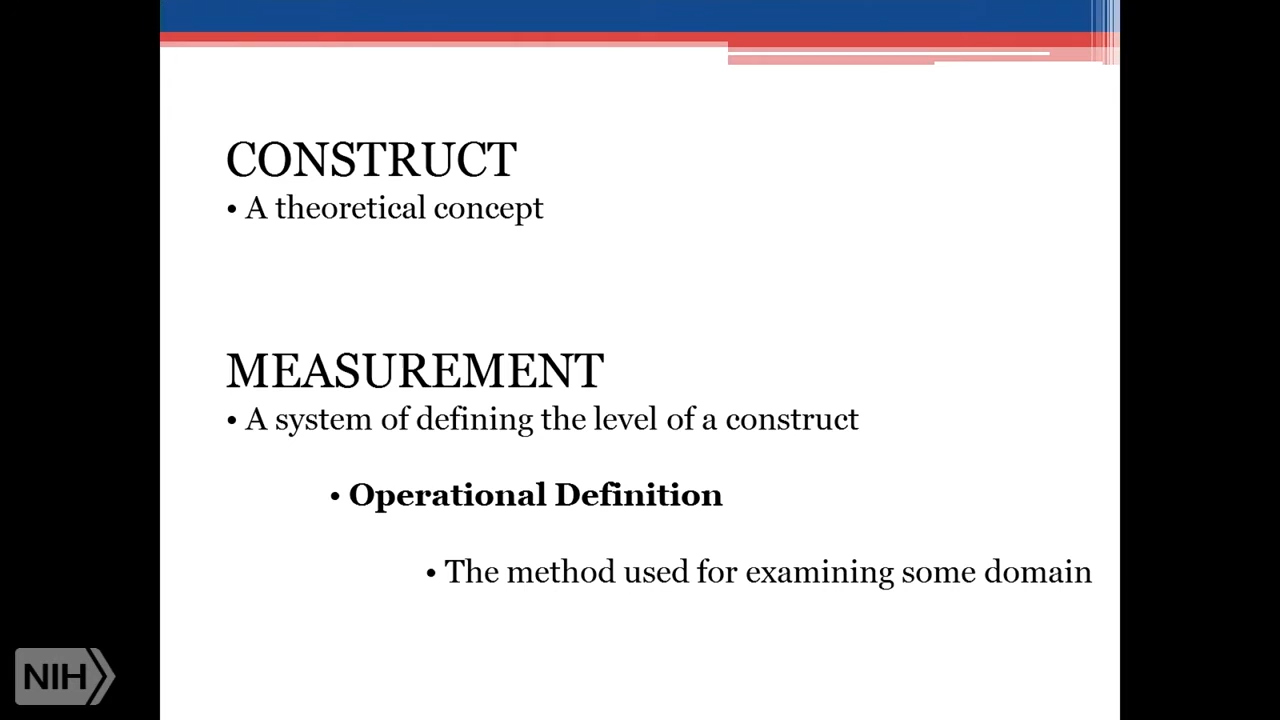 CONSTRUCT
• A theoretical concept
MEASUREMENT
• A system of defining the level of a construct
• Operational Definition
• The method used for examining some domain
NIH